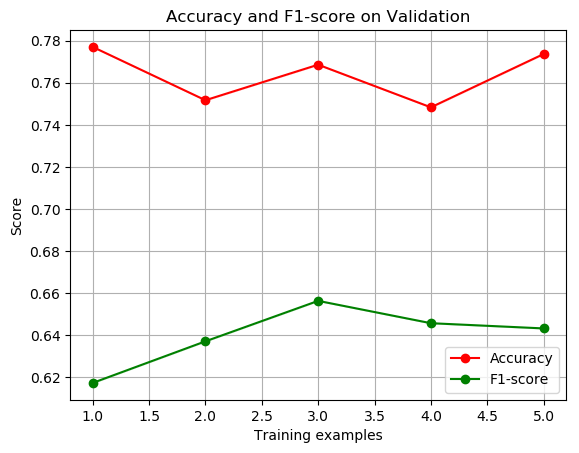 Accuracy and F1-score on Validation
0.78
0.76
0.74
0.72
0.70
0.68
0.66
0.64
0.62
Score
Accuracy
F1-score
1.0 1.5 2.0 2.5 3.0 3.5 4.0 4.5 5.0
Training examples